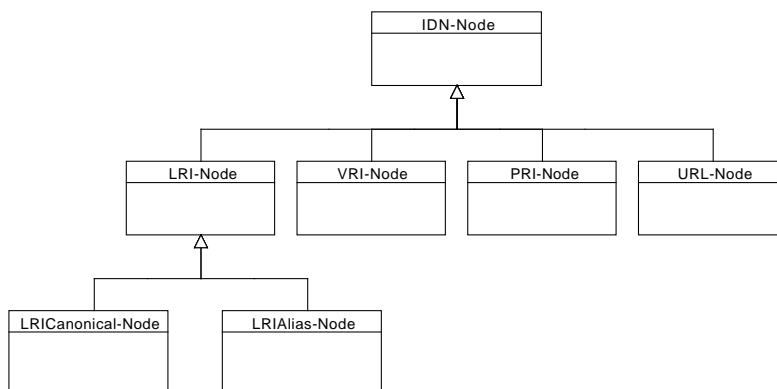 IDN-Node
LRI-Node
VRI-Node
PRI-Node
URL-Node
LRICanonical-Node
LRIAlias-Node